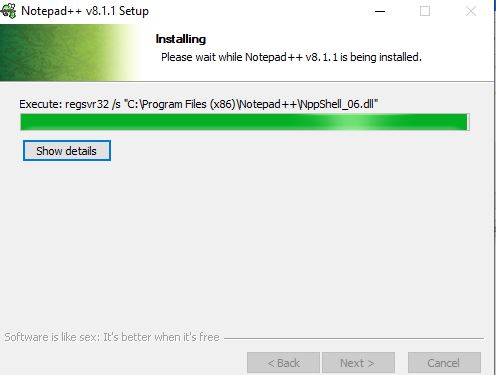 Notepad++ v8.1.1 Setup
Installing
Please wait while Notepad++ v8.1.1 is being installed.
Execute: regsvr32 /s "C:\Program Files (x86)\Notepad++\NppShell_06.dll"
Show details
Software is like sex: It's better when it's free
< Back
Next >
Cancel